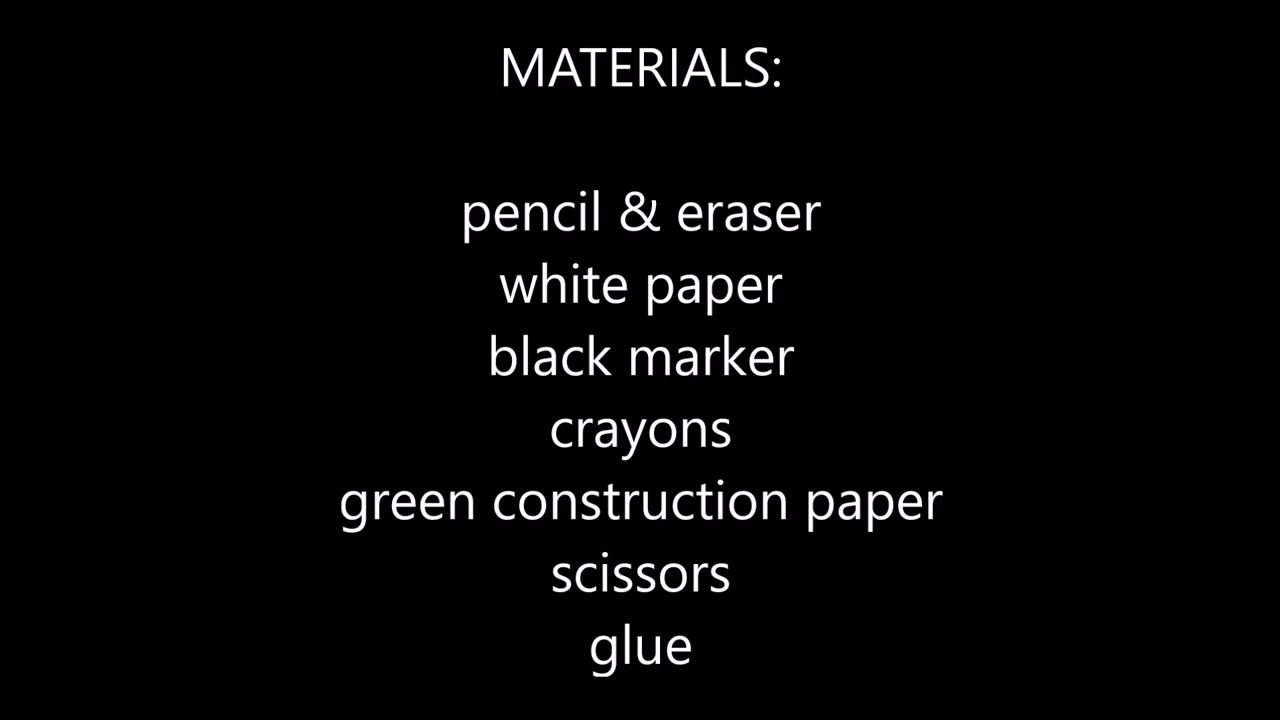 MATERIALS:
pencil & eraser
white paper
black marker
crayons
green construction paper
scissors
glue